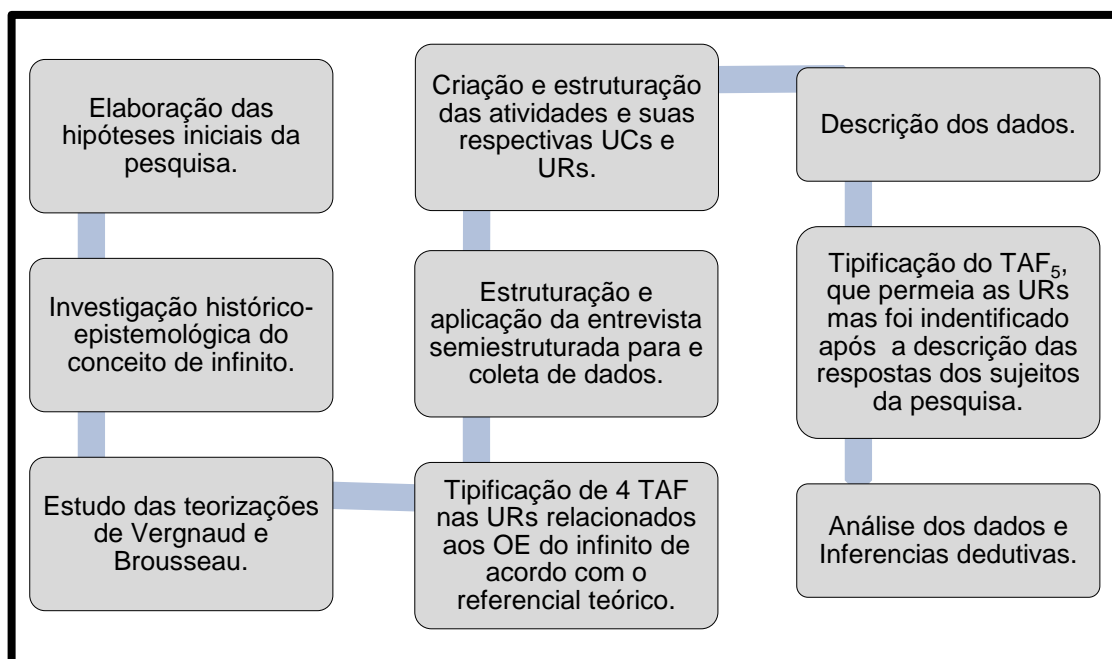 Elaboração das
hipóteses iniciais da
pesquisa.
Investigação histórico-
epistemológica do
conceito de infinito.
Estudo das teorizações
de Vergnaud e
Brousseau.
Tipificação de 4 TAF
nas URs relacionados
aos OE do infinito de
acordo com o
referencial teórico.
Estruturação e
aplicação da entrevista
semiestruturada para e
coleta de dados.
Criação e estruturação
das atividades e suas
respectivas UCs e
URs.
Descrição dos dados.
Tipificação do TAF₅,
que permeia as URs
mas foi indentificado
após a descrição das
respostas dos sujeitos
da pesquisa.
Análise dos dados e
Inferencias dedutivas.